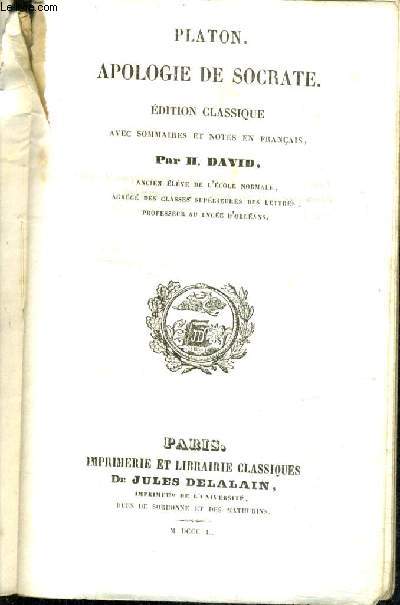 PLATON.
APOLOGIE DE SOCRATE.
ÉDITION CLASSIQUE
AVEC SOMMAIRES ET NOTES EN FRANÇAIS,
Par H. DAVID,
ANCIEN ÉLÈVE DE L'ÉCOLE NORMALE,
AGRÉGÉ DES CLASSES SUPÉRIEURES DES LETTRES,
PROFESSEUR AU LYCÉE D'ORLÉANS.
PARIS.
IMPRIMERIE ET LIBRAIRIE CLASSIQUES
De JULES DELALAIN,
IMPRIMEUR DE L'UNIVERSITÉ,
RUES DE SORBONNE ET DES MATHURINS.
M DCCC L.